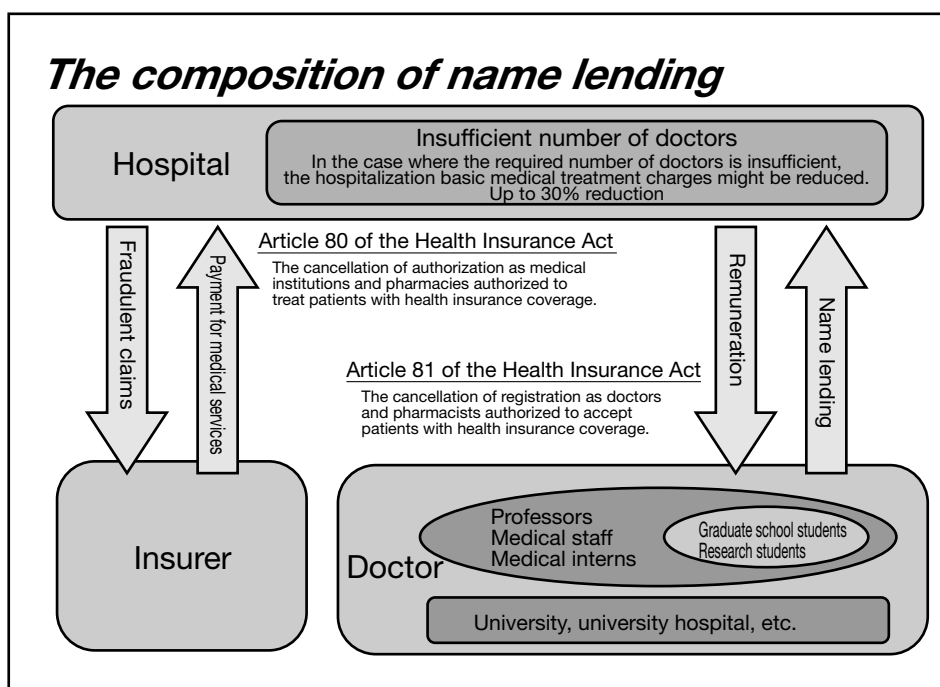 The composition of name lending
Hospital
Insufficient number of doctors
In the case where the required number of doctors is insufficient,
the hospitalization basic medical treatment charges might be reduced.
Up to 30% reduction
Fraudulent claims
Payment for medical services
Article 80 of the Health Insurance Act
The cancellation of authorization as medical
institutions and pharmacies authorized to
treat patients with health insurance coverage.
Article 81 of the Health Insurance Act
The cancellation of registration as doctors
and pharmacists authorized to accept
patients with health insurance coverage.
Remuneration
Name lending
Insurer
Doctor
Professors
Medical staff
Medical interns
Graduate school students
Research students
University, university hospital, etc.